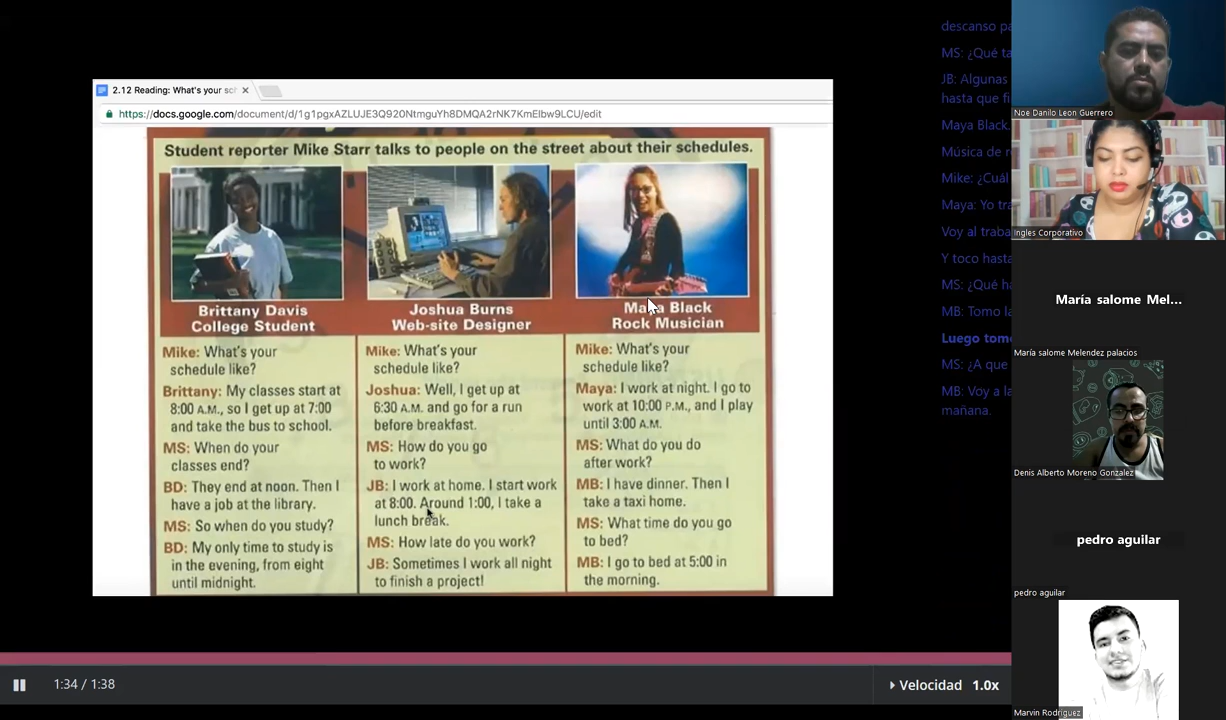 2.12 Reading: What's your sch
https://docs.google.com/document/d/1g1pgxAZLUJE3Q920NtmguYh8DMQA2rNK7KmElbw9LCU/edit
Student reporter Mike Starr talks to people on the street about their schedules.
Brittany Davis
College Student
Mike: What's your
schedule like?
Brittany: My classes start at
8:00 A.M., so I get up at 7:00
and take the bus to school.
MS: When do your
classes end?
BD: They end at noon. Then I
have a job at the library.
MS: So when do you study?
BD: My only time to study is
in the evening, from eight
until midnight.
Joshua Burns
Web-site Designer
Mike: What's your
schedule like?
Joshua: Well, I get up at
6:30 A.M. and go for a run
before breakfast.
MS: How do you go
to work?
JB: I work at home. I start work
at 8:00. Around 1:00, I take a
lunch break.
MS: How late do you work?
JB: Sometimes I work all night
to finish a project!
Maya Black
Rock Musician
Mike: What's your
schedule like?
Maya: I work at night. I go to
work at 10:00 P.M., and I play
until 3:00 A.M.
MS: What do you do
after work?
MB: I have dinner. Then I
take a taxi home.
MS: What time do you go
to bed?
MB: I go to bed at 5:00 in
the morning.
descanso pa
MS: ¿Qué ta
JB: Algunas
hasta que fi
Maya Black.
Música de r
Mike: ¿Cuál
Maya: Yo tra
Voy al traba
Y toco hasta
MS: ¿Qué ha
MB: Tomo la
Luego tomo
MS: ¿A que
MB: Voy a la
mañana.
1:34 / 1:38
Velocidad 1.0x
Noe Danilo Leon Guerrero
Ingles Corporativo
María salome Mel...
María salome Melendez palacios
Denis Alberto Moreno Gonzalez
pedro aguilar
pedro aguilar
Marvin Rodriguez